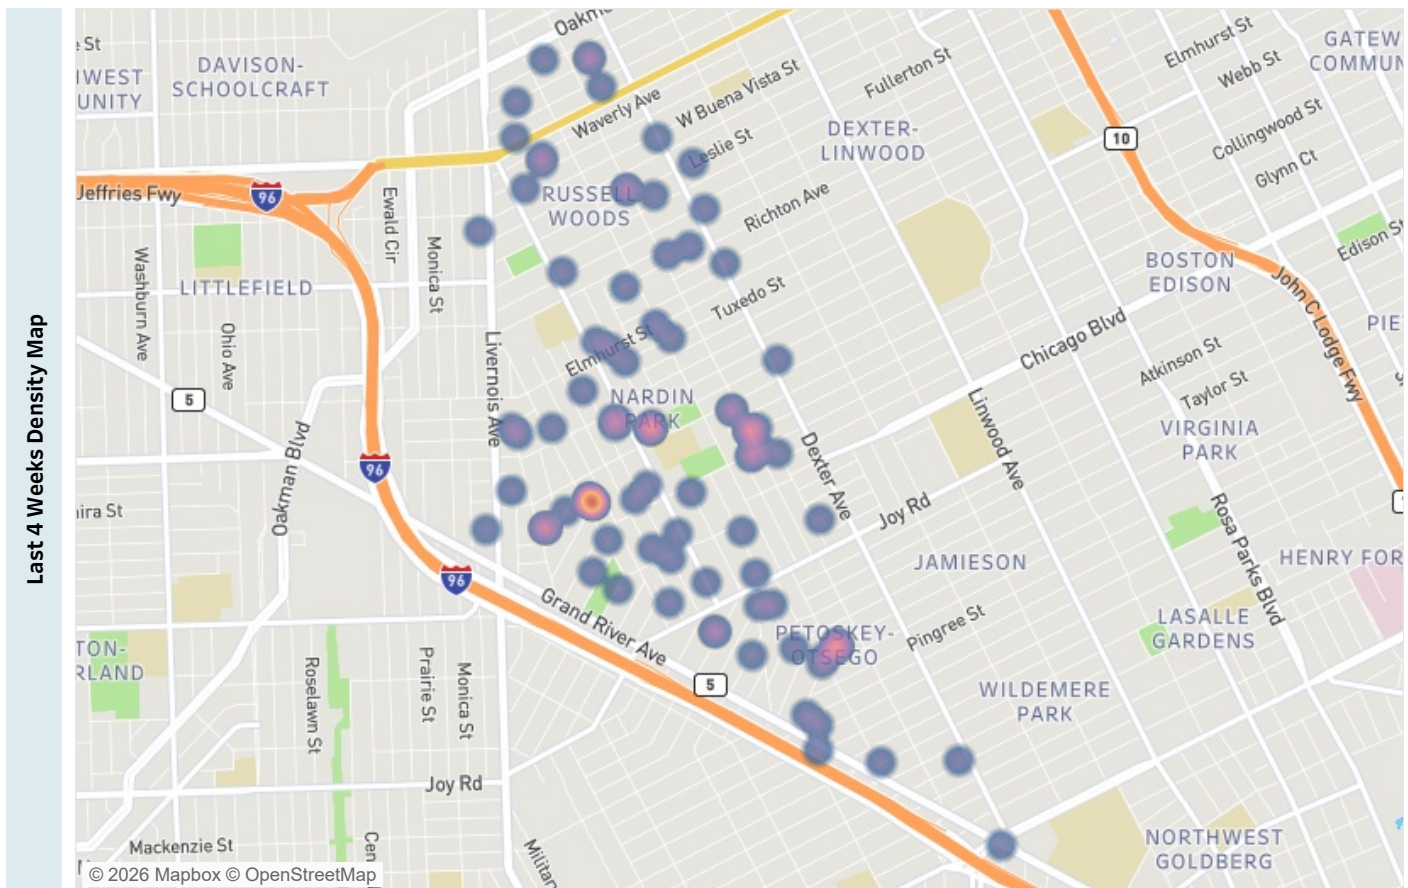 Last 4 Weeks Density Map
Oakma
e St
DAVISON-
SCHOOLCRAFT
HWEST
UNITY
Elmhurst St
Webb St
GATEW
COMMUN
Fullerton St
W Buena Vista St
Waverly Ave
Leslie St
DEXTER-
LINWOOD
10
Collingwood St
Glynn Ct
Jeffries Fwy
96
Ewald Cir
RUSSELL
WOODS
Richton Ave
Edison St
Washburn Ave
Monica St
LITTLEFIELD
BOSTON
EDISON
Tuxedo St
John C Lodge Fwy
PIE
Ohio Ave
Livernois Ave
Elmhurst St
Chicago Blvd
Atkinson St
Taylor St
5
NARDIN
PARK
Linwood Ave
VIRGINIA
PARK
Oakman Blvd
96
Dexter Ave
Joy Rd
Rosa Parks Blvd
JAMIESON
HENRY FOR
96
Grand River Ave
PETOSKEY-
OTSEGO
Pingree St
LASALLE
GARDENS
TON-
RLAND
Roselawn St
Prairie St
Monica St
5
WILDEMERE
PARK
Joy Rd
Mackenzie St
Cen
Militar
NORTHWEST
GOLDBERG
© 2026 Mapbox © OpenStreetMap